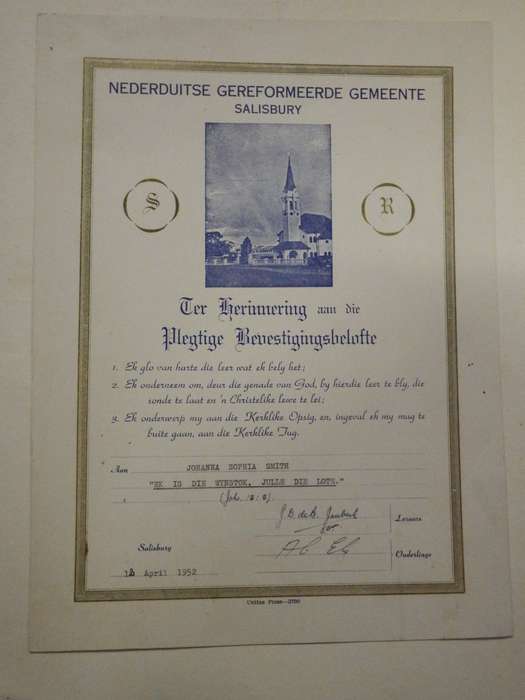 NEDERDUITSE GEREFORMEERDE GEMEENTE
SALISBURY
S
R
Ter Herinnering aan die
Plegtige Bevestigingsbelofte
1. Ek glo van harte die leer wat ek bely het;
2. Ek onderneem om, deur die genade van God, by hierdie leer te bly, die
sonde te laat en 'n Christelike lewe te lei;
3. Ek onderwerp my aan die Kerklike Opsig, en, ingeval ek my mug te
buite gaan, aan die Kerklike Tug.
Aan JOHANNA SOPHIA SMITH
"EK IS DIE WYNSTOK, JULLE DIE LOTE."
(Joh.
Leraars
Salisbury
Ouderlinge
April 1952
Unitas Press—2750